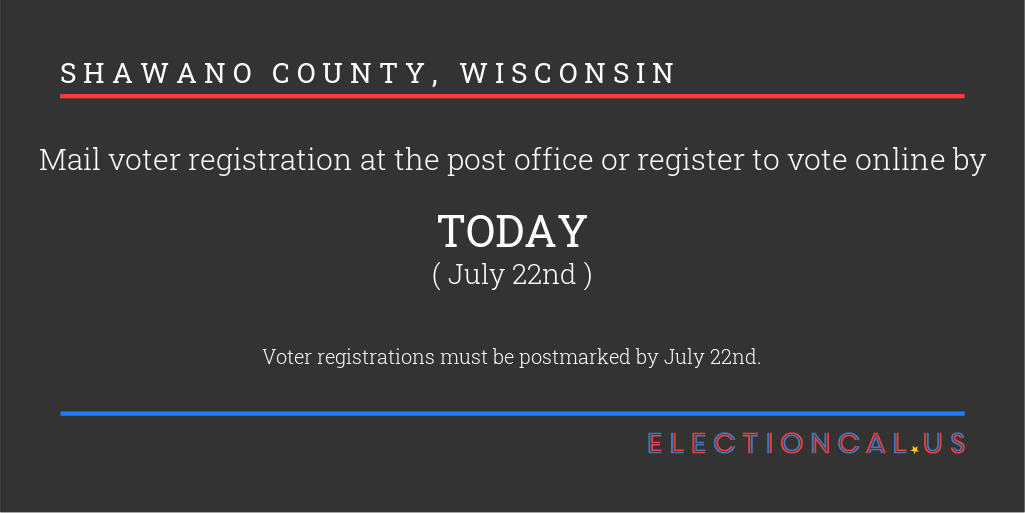 SHAWANO COUNTY, WISCONSIN
Mail voter registration at the post office or register to vote online by
TODAY
( July 22nd )
Voter registrations must be postmarked by July 22nd.
ELECTIONCAL.US